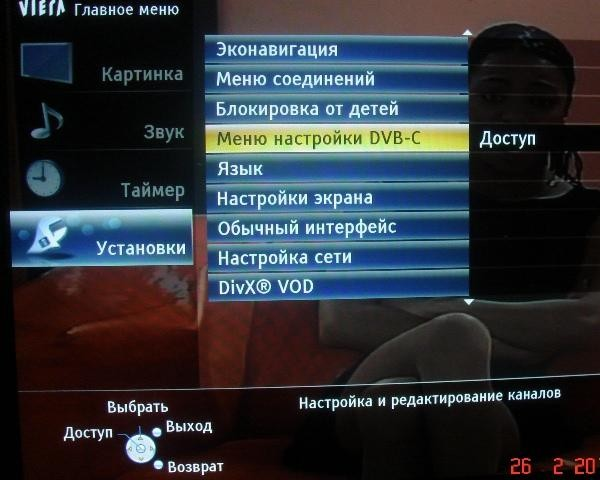 VIErA Главное меню
Картинка
Звук
Таймер
Установки
Эконавигация
Меню соединений
Блокировка от детей
Меню настройки DVB-C
Доступ
Язык
Настройки экрана
Обычный интерфейс
Настройка сети
DivX® VOD
Настройка и редактирование каналов
Выбрать
Доступ
Выход
Возврат
26 2 20